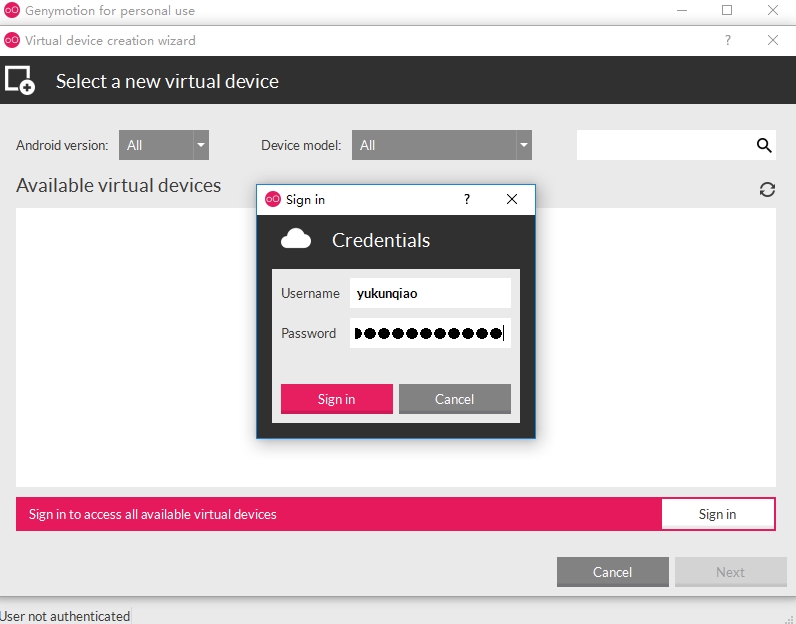 Genymotion for personal use
Virtual device creation wizard
?
Select a new virtual device
Android version: All Device model: All
Available virtual devices
Sign in ?
Credentials
Username yukunqiao
Password
Sign in Cancel
Sign in to access all available virtual devices Sign in
Cancel Next
User not authenticated